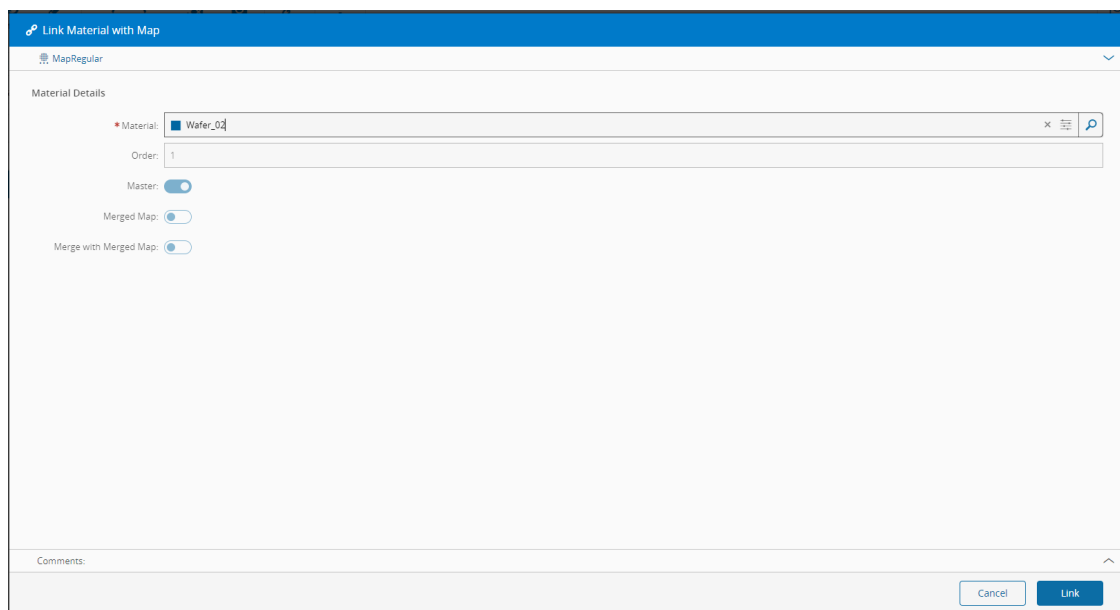 Link Material with Map
MapRegular
Material Details
* Material: Wafer_02
Order: 1
Master:
Merged Map:
Merge with Merged Map:
Comments:
Cancel Link